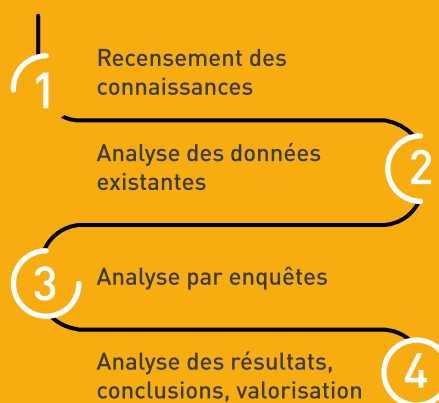 1
Recensement des
connaissances
Analyse des données
existantes
2
3
Analyse par enquêtes
Analyse des résultats,
conclusions, valorisation
4